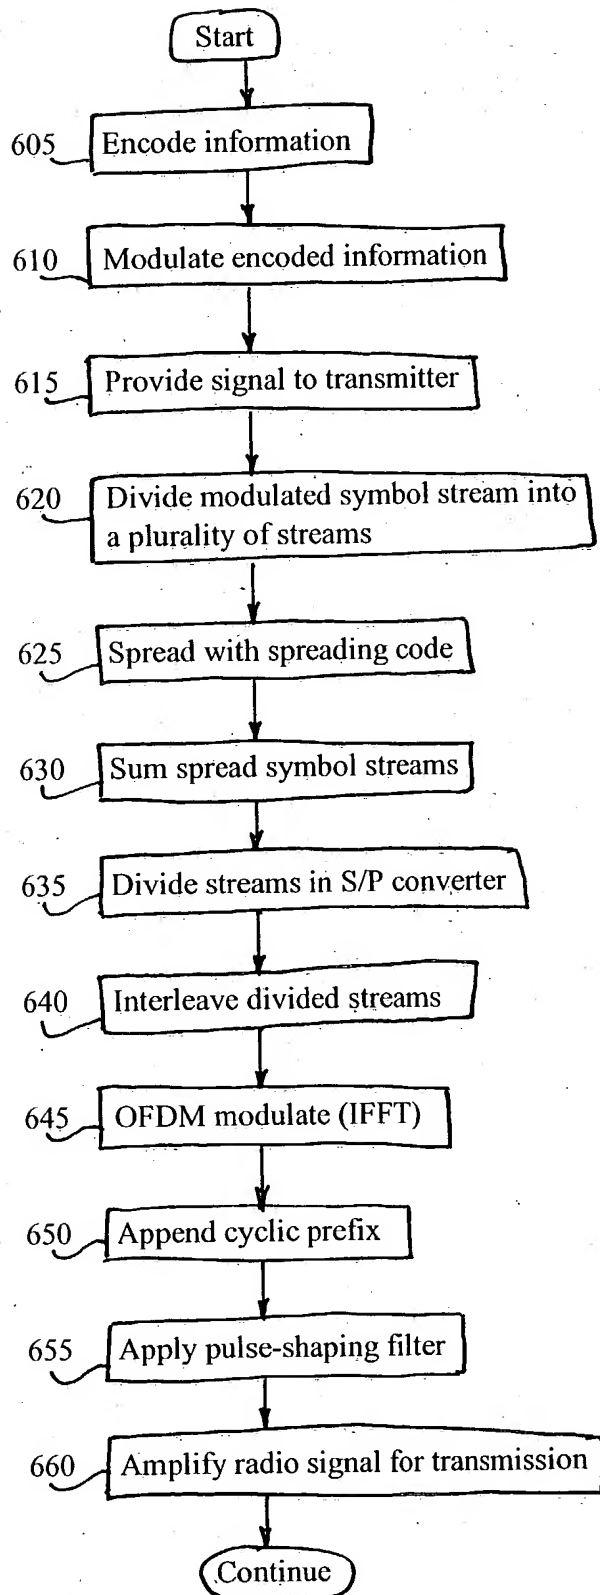 Start
605 Encode information
610 Modulate encoded information
615 Provide signal to transmitter
620 Divide modulated symbol stream into
a plurality of streams
625 Spread with spreading code
630 Sum spread symbol streams
635 Divide streams in S/P converter
640 Interleave divided streams
645 OFDM modulate (IFFT)
650 Append cyclic prefix
655 Apply pulse-shaping filter
660 Amplify radio signal for transmission
Continue